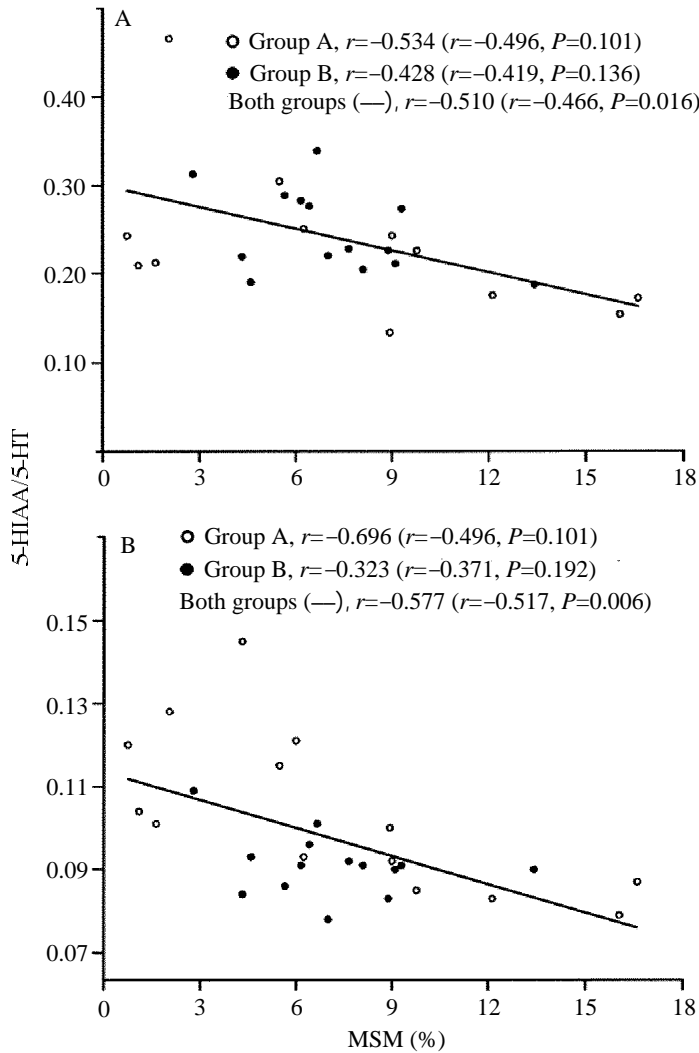 A
Group A, r=−0.534 (r=−0.496, P=0.101)
Group B, r=−0.428 (r=−0.419, P=0.136)
Both groups (—), r=−0.510 (r=−0.466, P=0.016)
0.40
0.30
0.20
0.10
0 3 6 9 12 15 18
5-HIAA/5-HT
B
Group A, r=−0.696 (r=−0.496, P=0.101)
Group B, r=−0.323 (r=−0.371, P=0.192)
Both groups (—), r=−0.577 (r=−0.517, P=0.006)
0.15
0.13
0.11
0.09
0.07
0 3 6 9 12 15 18
MSM (%)